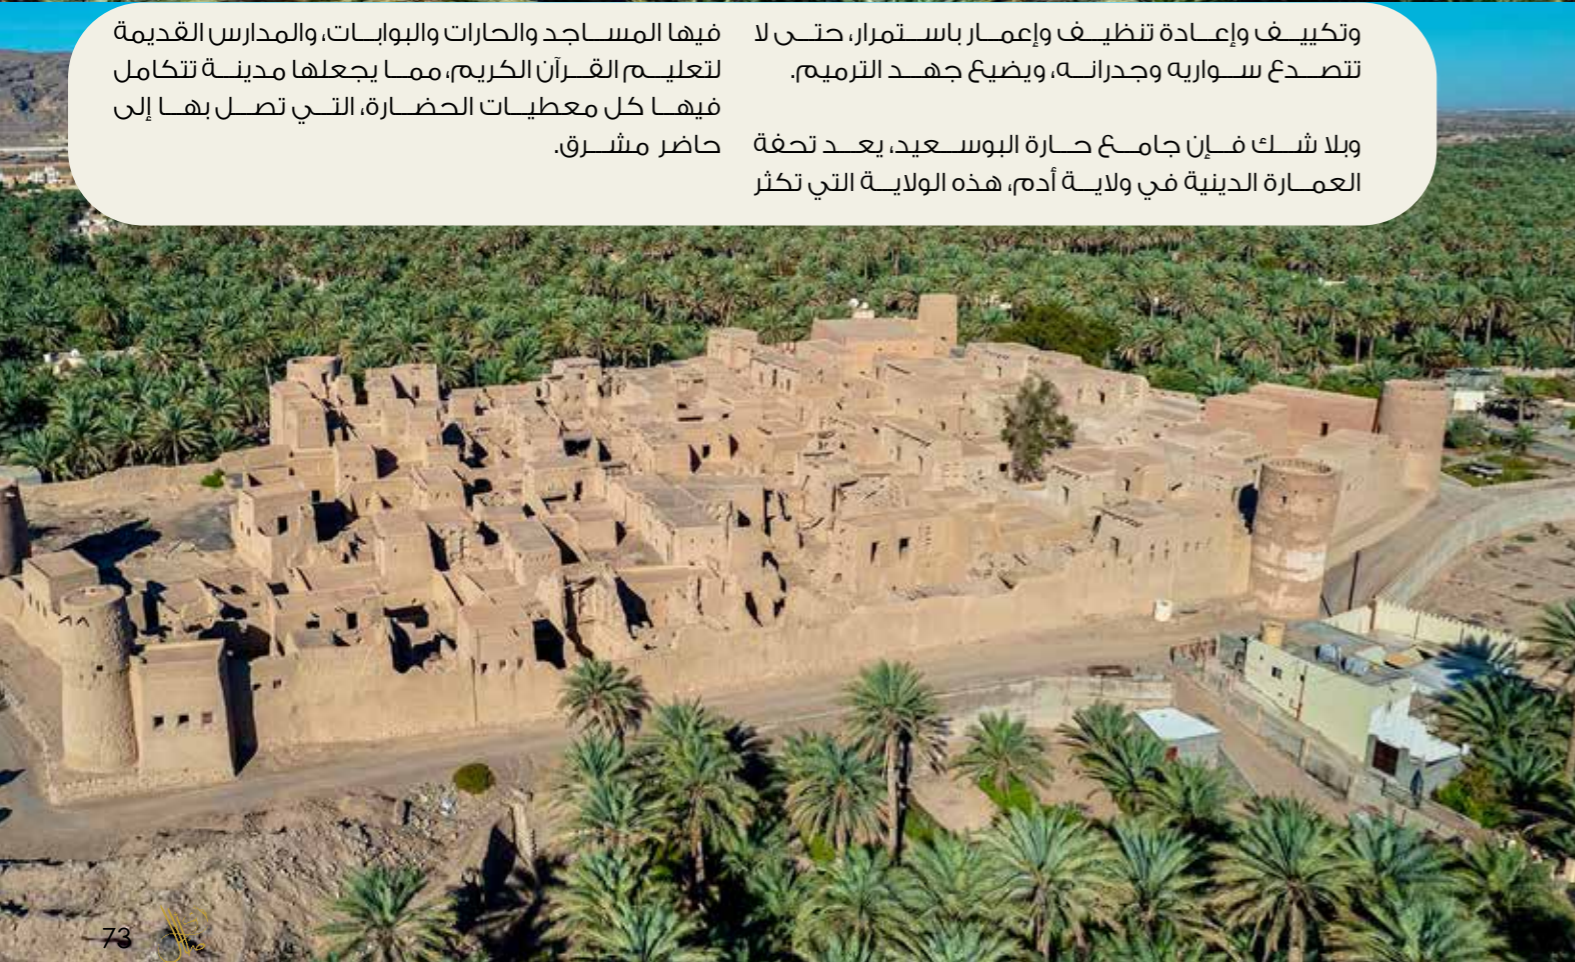 وتكييف وإعادة تنظيف وإعمار باستمرار، حتى لا
تتصدع سواريه وجدرانه، ويضيع جهد الترميم.
وبلا شك فإن جامع حارة البوسعيد، يعد تحفة
العمارة الدينية في ولاية أدم، هذه الولاية التي تكثر
فيها المساجد والحارات والبوابات، والمدارس القديمة
لتعليم القرآن الكريم، مما يجعلها مدينة تتكامل
فيها كل معطيات الحضارة، التي تصل بها إلى
حاضر مشرق.
73